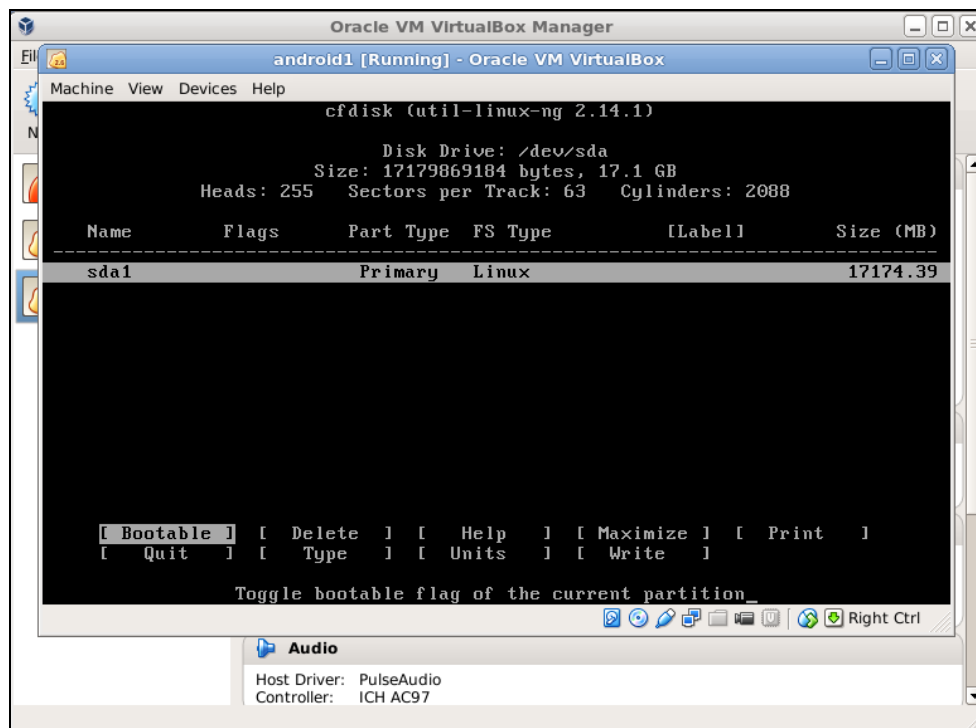 Oracle VM VirtualBox Manager
Fil
android1 [Running] - Oracle VM VirtualBox
Machine View Devices Help
N
cfdisk (util-linux-ng 2.14.1)
Disk Drive: /dev/sda
Size: 17179869184 bytes, 17.1 GB
Heads: 255 Sectors per Track: 63 Cylinders: 2088
Name Flags Part Type FS Type [Label] Size (MB)
sda1 Primary Linux 17174.39
[ Bootable ] [ Delete ] [ Help ] [ Maximize ] [ Print ]
[ Quit ] [ Type ] [ Units ] [ Write ]
Toggle bootable flag of the current partition_
Right Ctrl
Audio
Host Driver: PulseAudio
Controller: ICH AC97